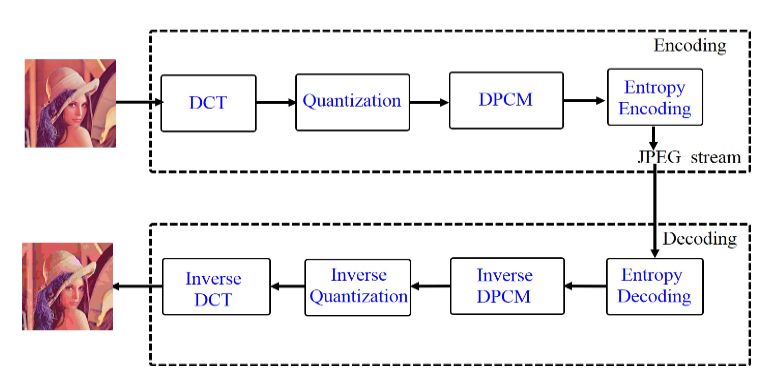 Encoding
DCT
Quantization
DPCM
Entropy
Encoding
JPEG stream
Decoding
Inverse
DCT
Inverse
Quantization
Inverse
DPCM
Entropy
Decoding